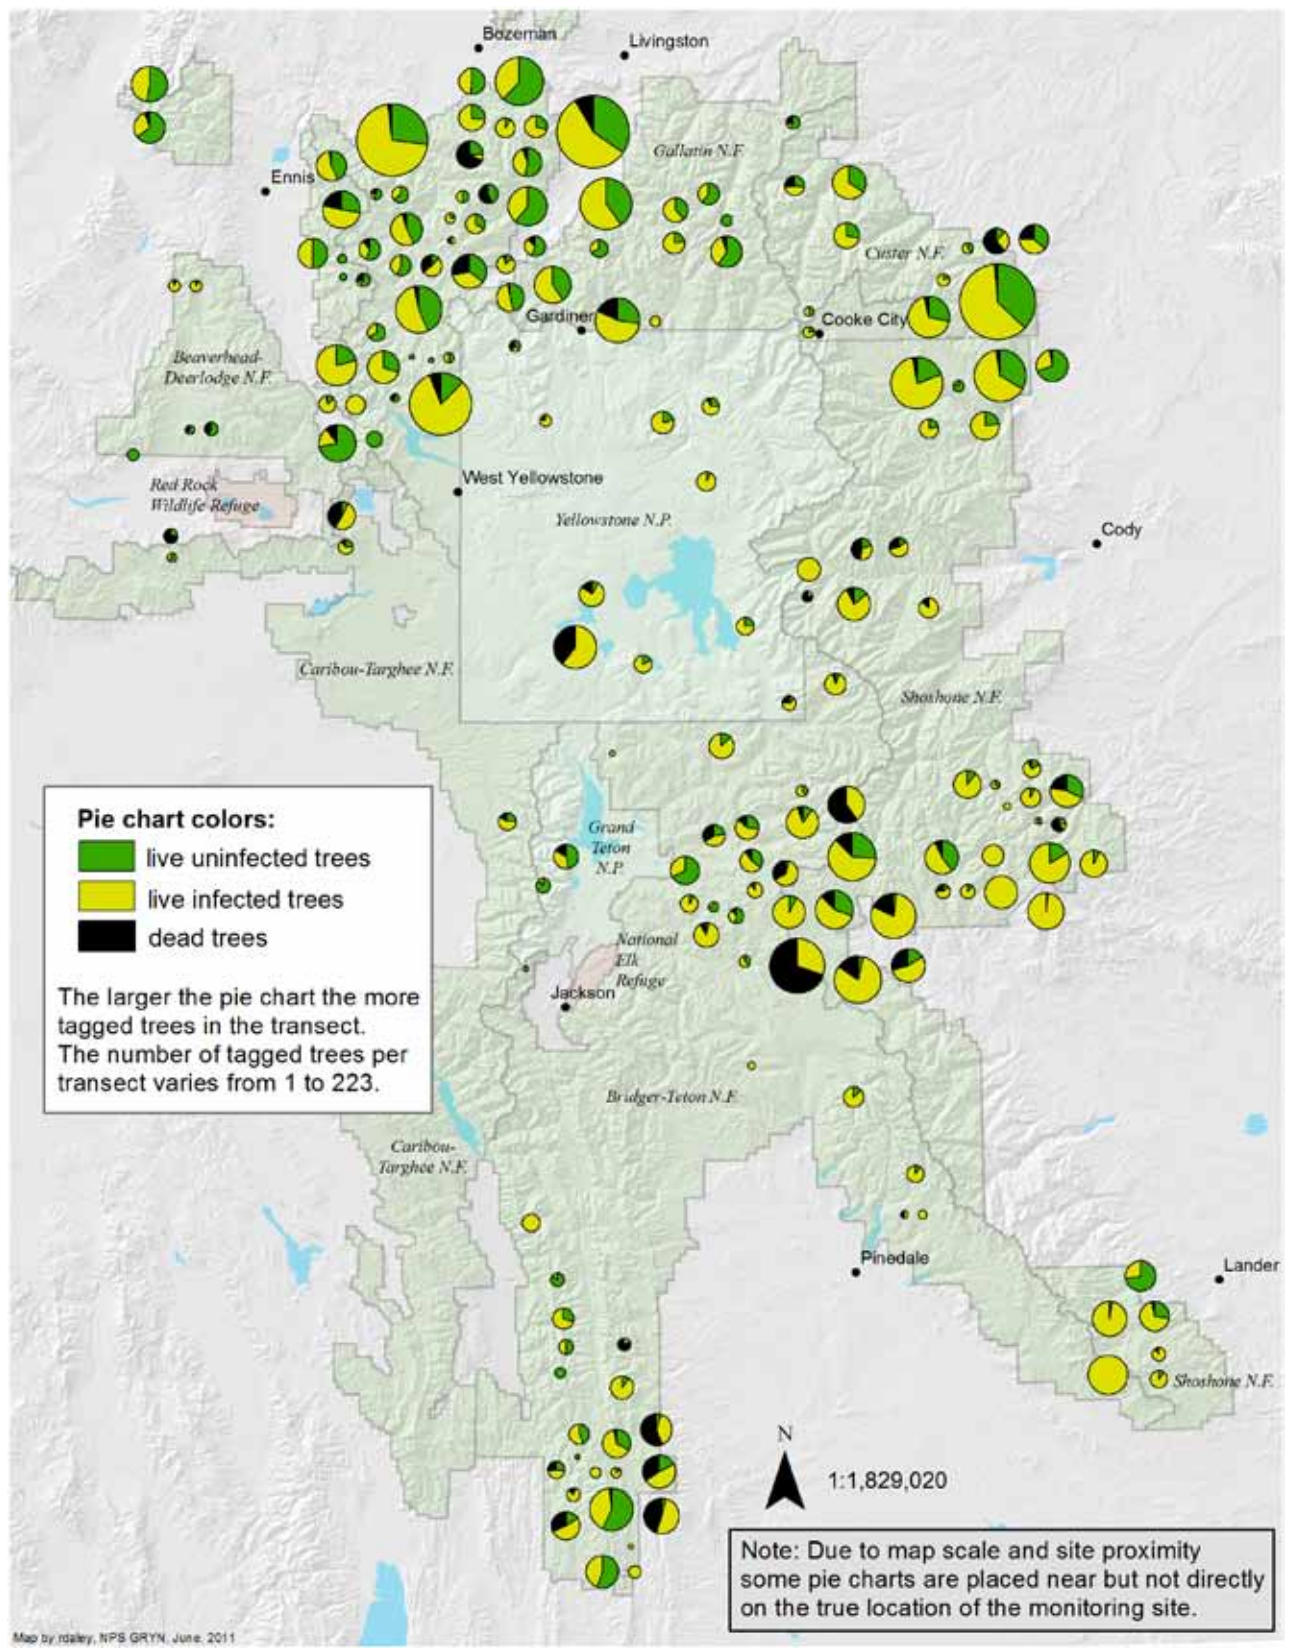 Bozeman
Livingston
Gallatin N.F.
Ennis
Custer N.F.
Gardiner
Cooke City
Beaverhead-
Deerlodge N.F.
Red Rock
Wildlife Refuge
West Yellowstone
Yellowstone N.P.
Cody
Caribou-Targhee N.F.
Shoshone N.F.
Pie chart colors:
live uninfected trees
live infected trees
dead trees
The larger the pie chart the more
tagged trees in the transect.
The number of tagged trees per
transect varies from 1 to 223.
Grand
Teton
N.P.
National
Elk
Refuge
Jackson
Bridger-Teton N.F.
Caribou-
Targhee N.F.
Pinedale
Lander
Shoshone N.F.
N
1:1,829,020
Note: Due to map scale and site proximity
some pie charts are placed near but not directly
on the true location of the monitoring site.
Map by rdaley, NPS GRYN, June, 2011